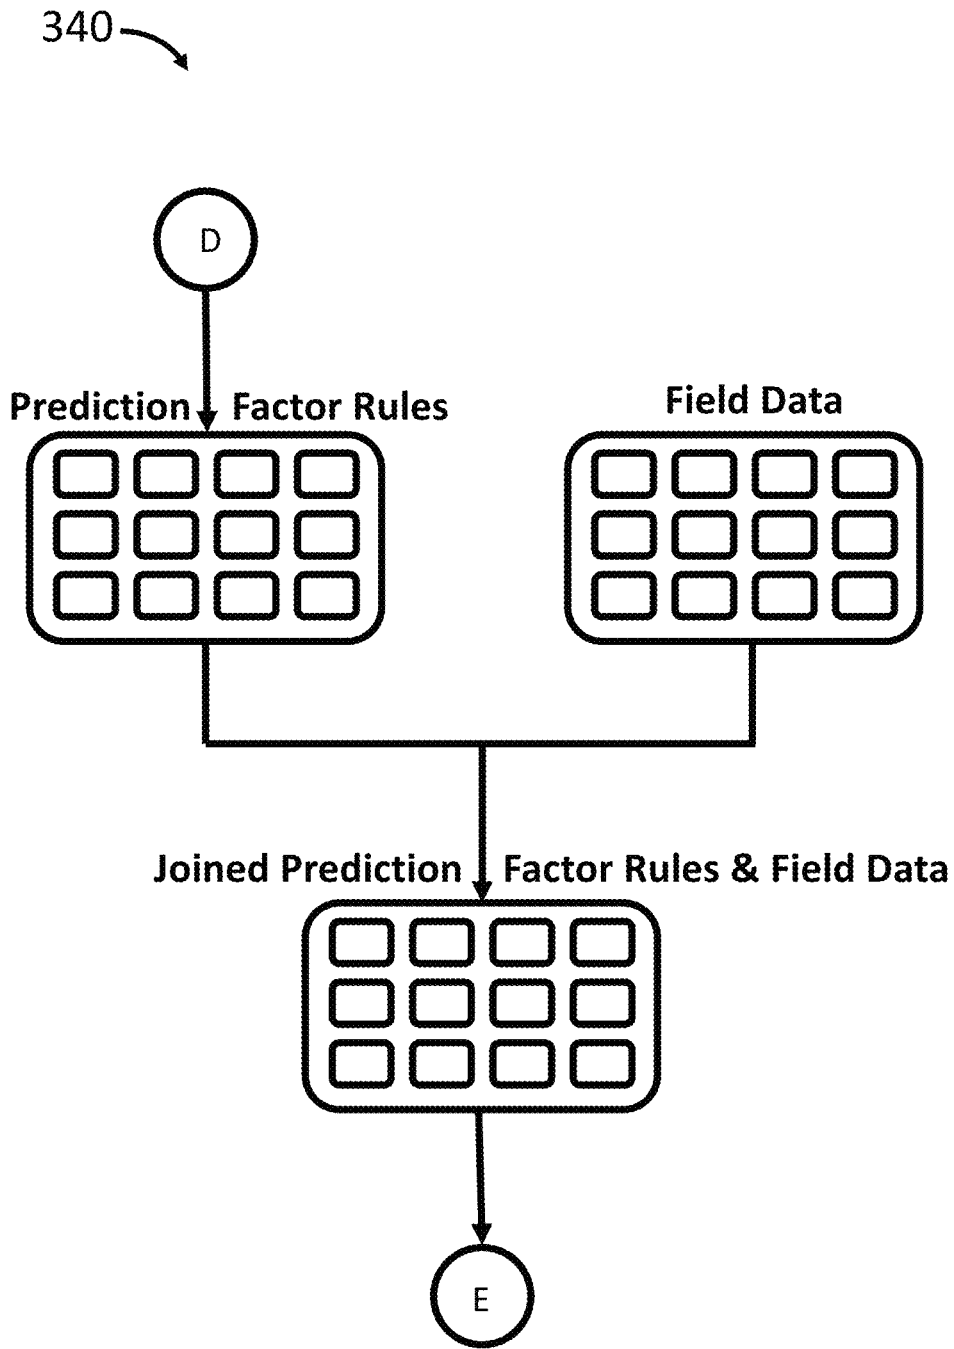 340
D
Prediction Factor Rules
Field Data
Joined Prediction Factor Rules & Field Data
E